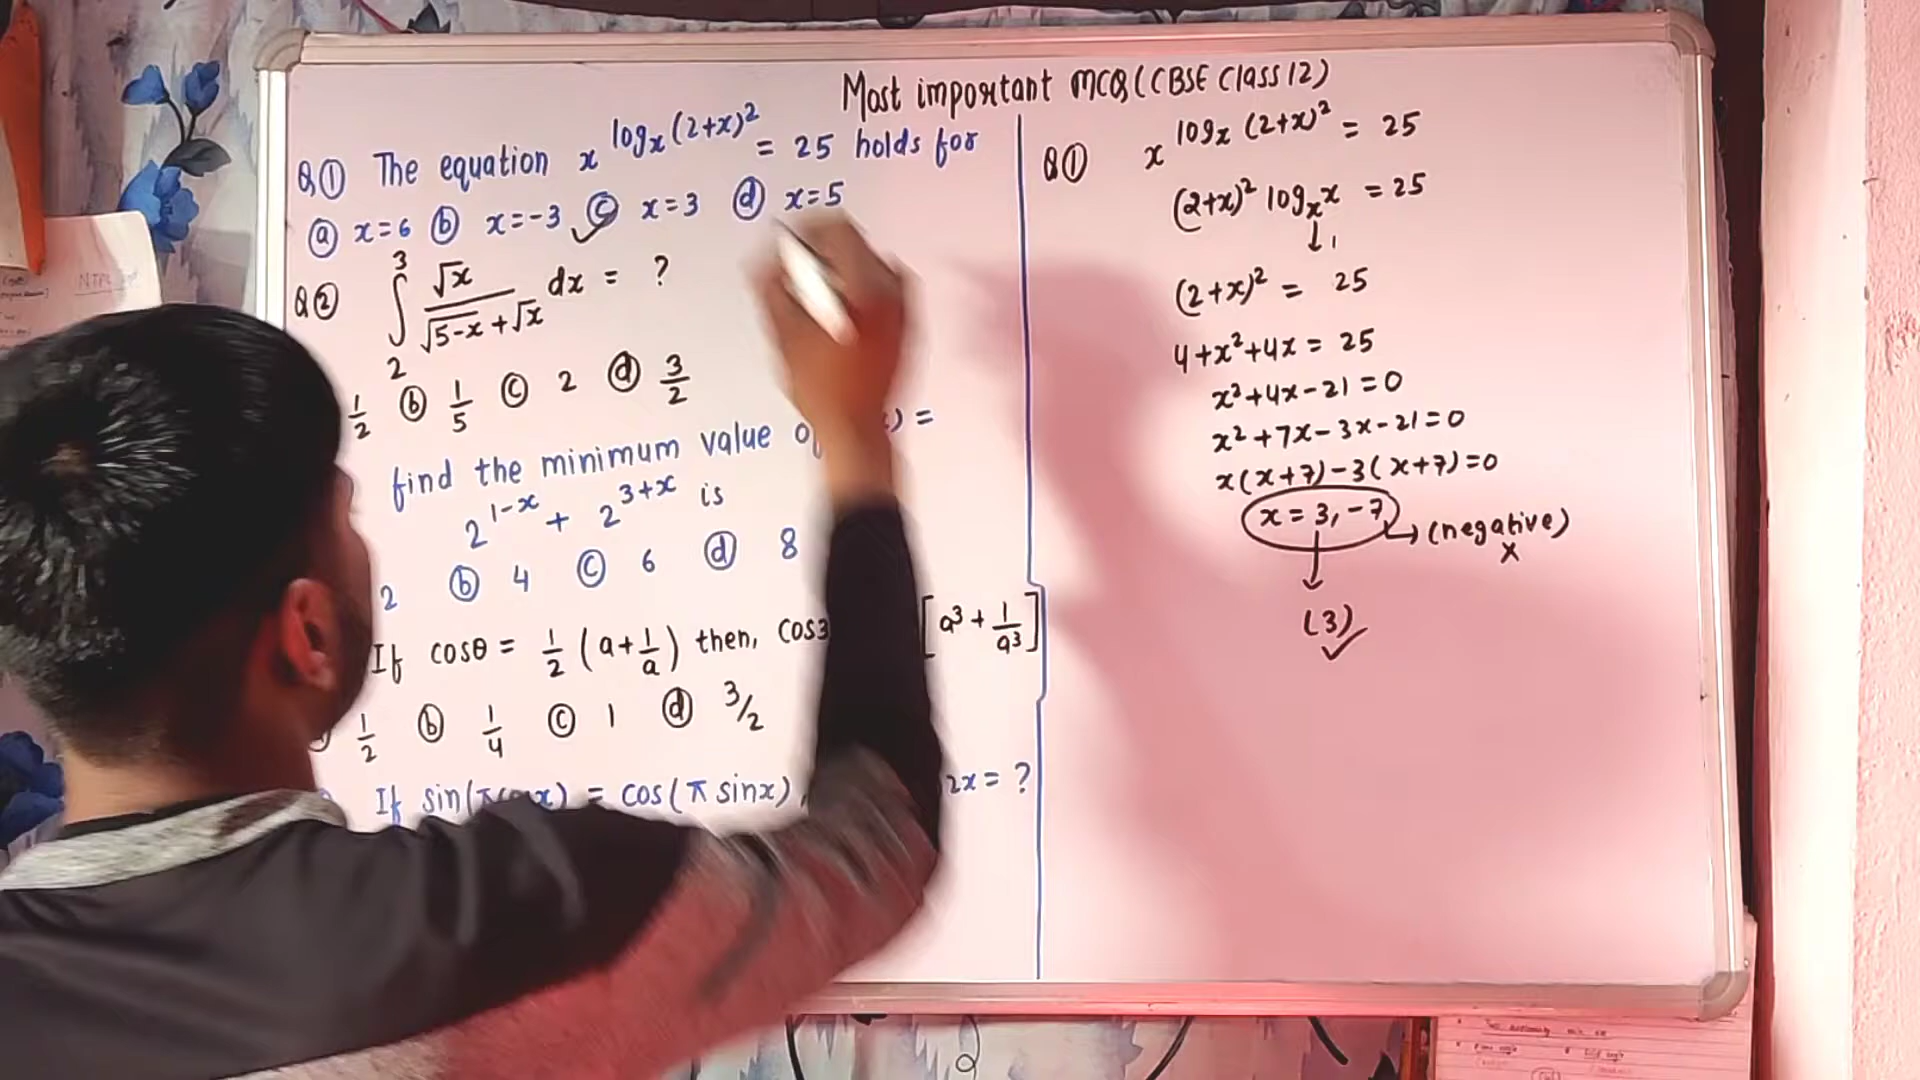 Most important MCQ (CBSE Class 12)
Q① The equation x^log_x (2+x)^2 = 25 holds for
ⓐ x=6 ⓑ x=-3 ⓒ x=3 ⓓ x=5
Q② ∫_2^3 √x / (√5-x + √x) dx = ?
1/2 ⓑ 1/5 ⓒ 2 ⓓ 3/2
find the minimum value =
2^1-x + 2^3+x is
2 ⓑ 4 ⓒ 6 ⓓ 8
If cosθ = 1/2 (a+1/a) then, cos3 [a^3 + 1/a^3]
1/2 ⓑ 1/4 ⓒ 1 ⓓ 3/2
If sin(π x) = cos(π sinx), 2x = ?
Q① x^log_x (2+x)^2 = 25
(2+x)^2 log_x x = 25
↓ 1
(2+x)^2 = 25
4+x^2+4x = 25
x^2+4x-21=0
x^2+7x-3x-21=0
x(x+7)-3(x+7)=0
x = 3, -7 → (negative)
x
↓
(3) ✓